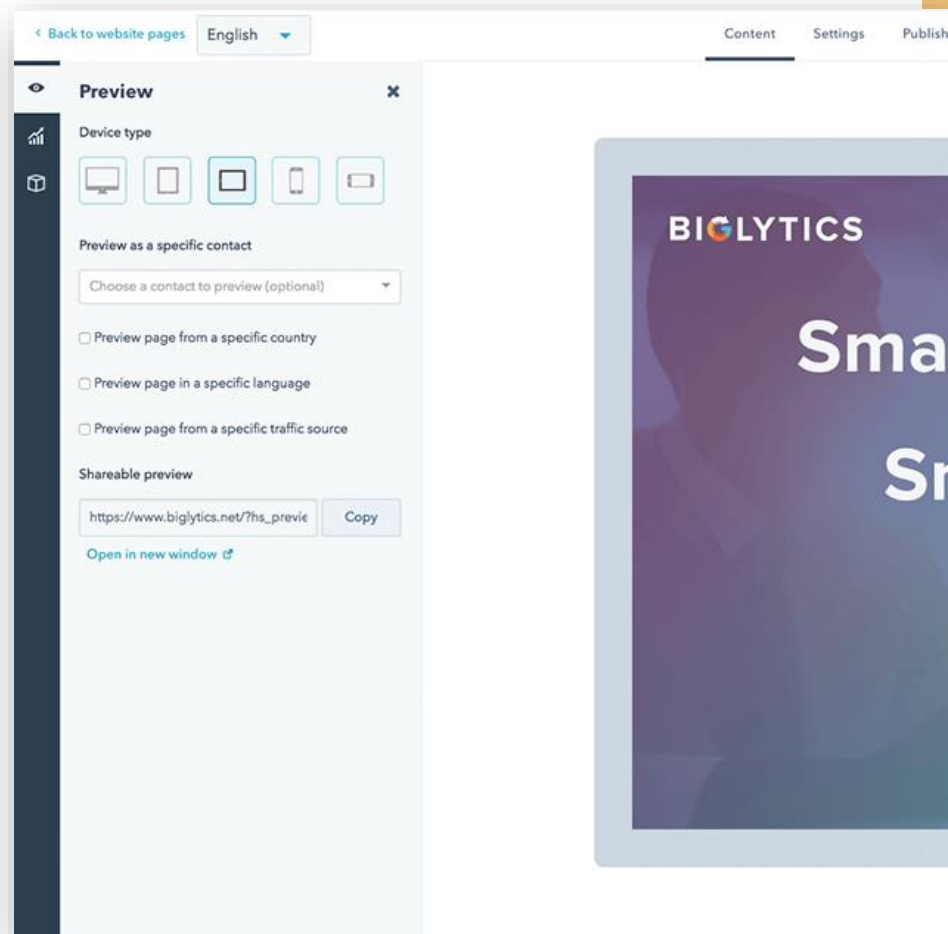 Back to website pages
English
Content
Settings
Publish
Preview
Device type
Preview as a specific contact
Choose a contact to preview (optional)
Preview page from a specific country
Preview page in a specific language
Preview page from a specific traffic source
Shareable preview
https://www.biglytics.net/?hs_previe
Copy
Open in new window
BIGLYTICS